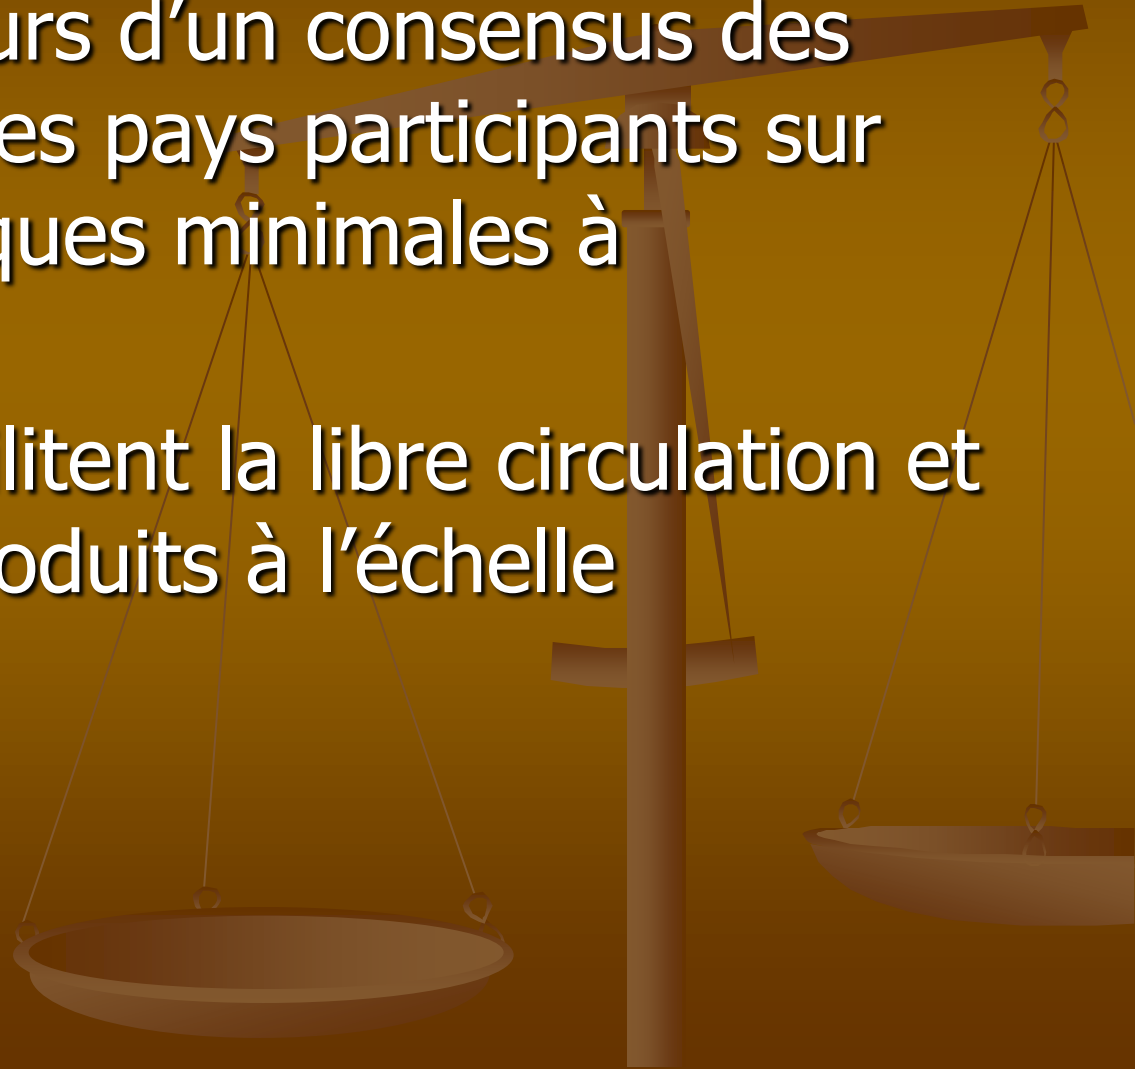 urs d’un consensus des
es pays participants sur
ques minimales à
litent la libre circulation et
oduits à l’échelle